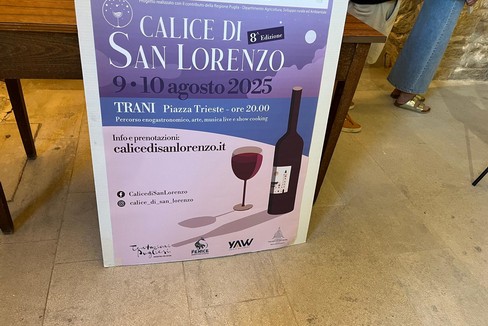 CALICE DI
SAN LORENZO
8ª Edizione
9 • 10 agosto 2025
TRANI Piazza Trieste - ore 20.00
Percorso enogastronomico, arte, musica live e show cooking
Info e prenotazioni:
calicedisanlorenzo.it
CalicediSanLorenzo
calice_di_san_lorenzo
YAW